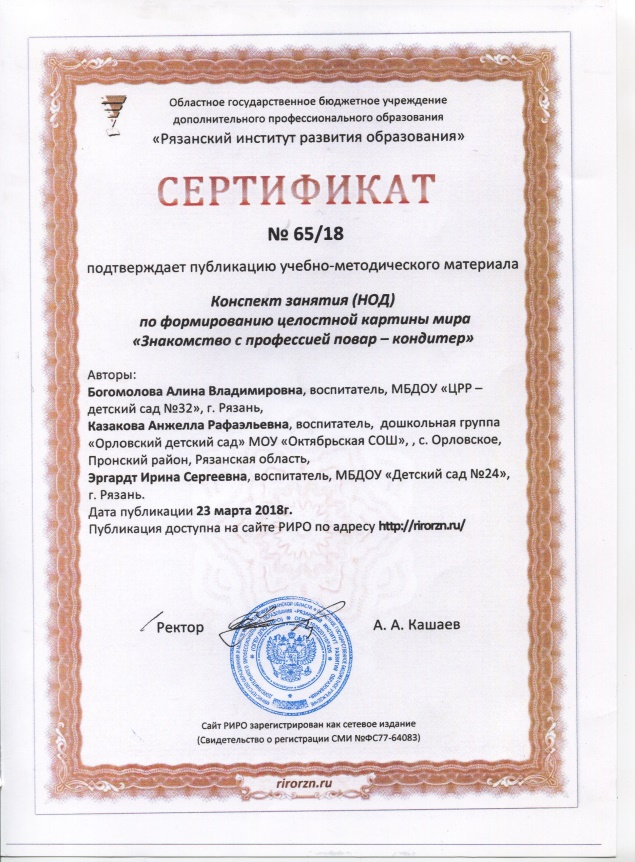 Областное государственное бюджетное учреждение
дополнительного профессионального образования
«Рязанский институт развития образования»
СЕРТИФИКАТ
№ 65/18
подтверждает публикацию учебно-методического материала
Конспект занятия (НОД)
по формированию целостной картины мира
«Знакомство с профессией повар – кондитер»
Авторы:
Богомолова Алина Владимировна, воспитатель, МБДОУ «ЦРР –
детский сад №32», г. Рязань,
Казакова Анжелла Рафаэльевна, воспитатель, дошкольная группа
«Орловский детский сад» МОУ «Октябрьская СОШ», , с. Орловское,
Пронский район, Рязанская область,
Эргардт Ирина Сергеевна, воспитатель, МБДОУ «Детский сад №24»,
г. Рязань.
Дата публикации 23 марта 2018г.
Публикация доступна на сайте РИРО по адресу http://rirorzn.ru/
Ректор
А. А. Кашаев
Сайт РИРО зарегистрирован как сетевое издание
(Свидетельство о регистрации СМИ №ФС77-64083)
rirorzn.ru